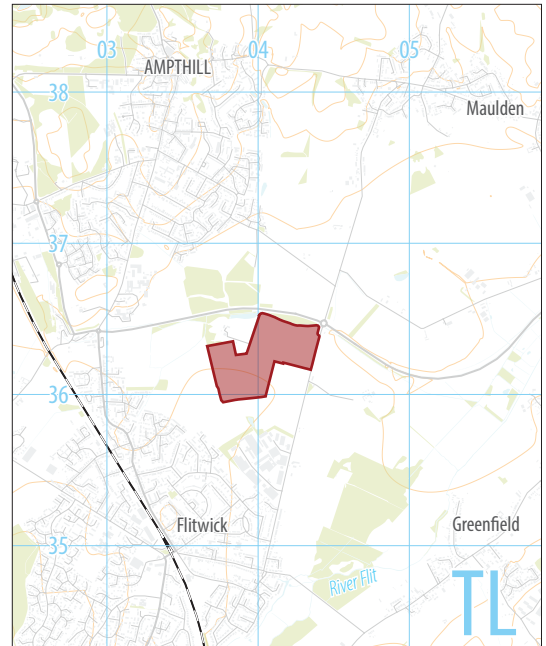 03
04
05
AMPTHILL
38
Maulden
37
36
Flitwick
Greenfield
35
River Flit
TL